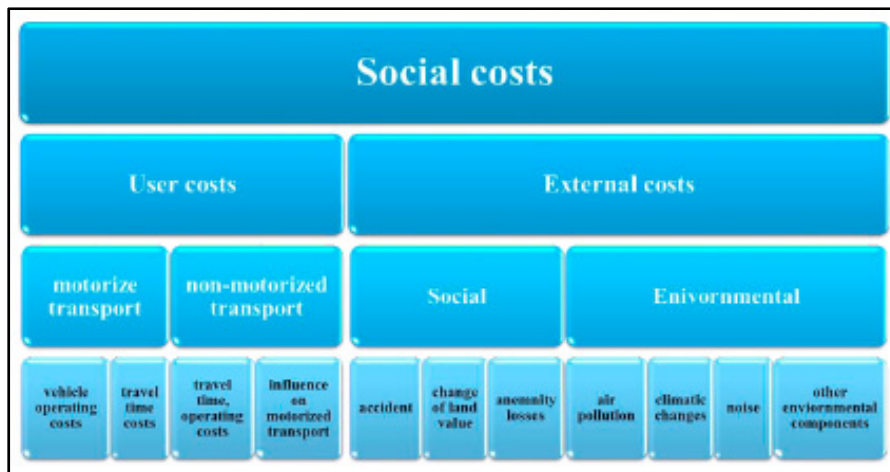 Social costs
User costs
External costs
motorize
transport
non-motorized
transport
Social
Enivornmental
vehicle
operating
costs
travel
time
costs
travel
time,
operating
costs
influence
on
motorized
transport
accident
change
of land
value
anemnity
losses
air
pollution
climatic
changes
noise
other
enviornmental
components